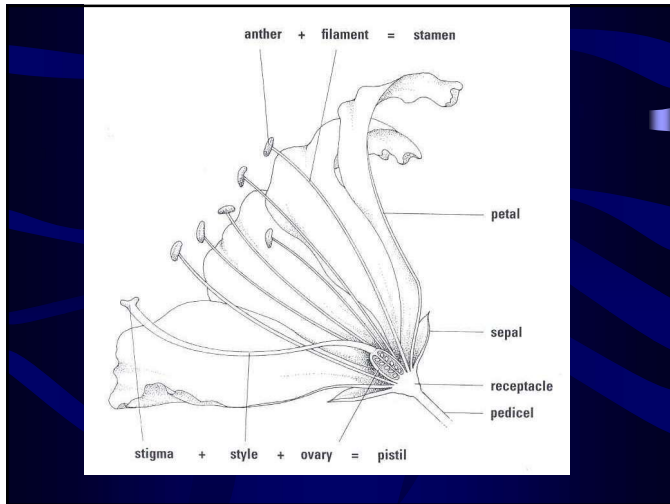 anther + filament = stamen
petal
sepal
receptacle
pedicel
stigma + style + ovary = pistil